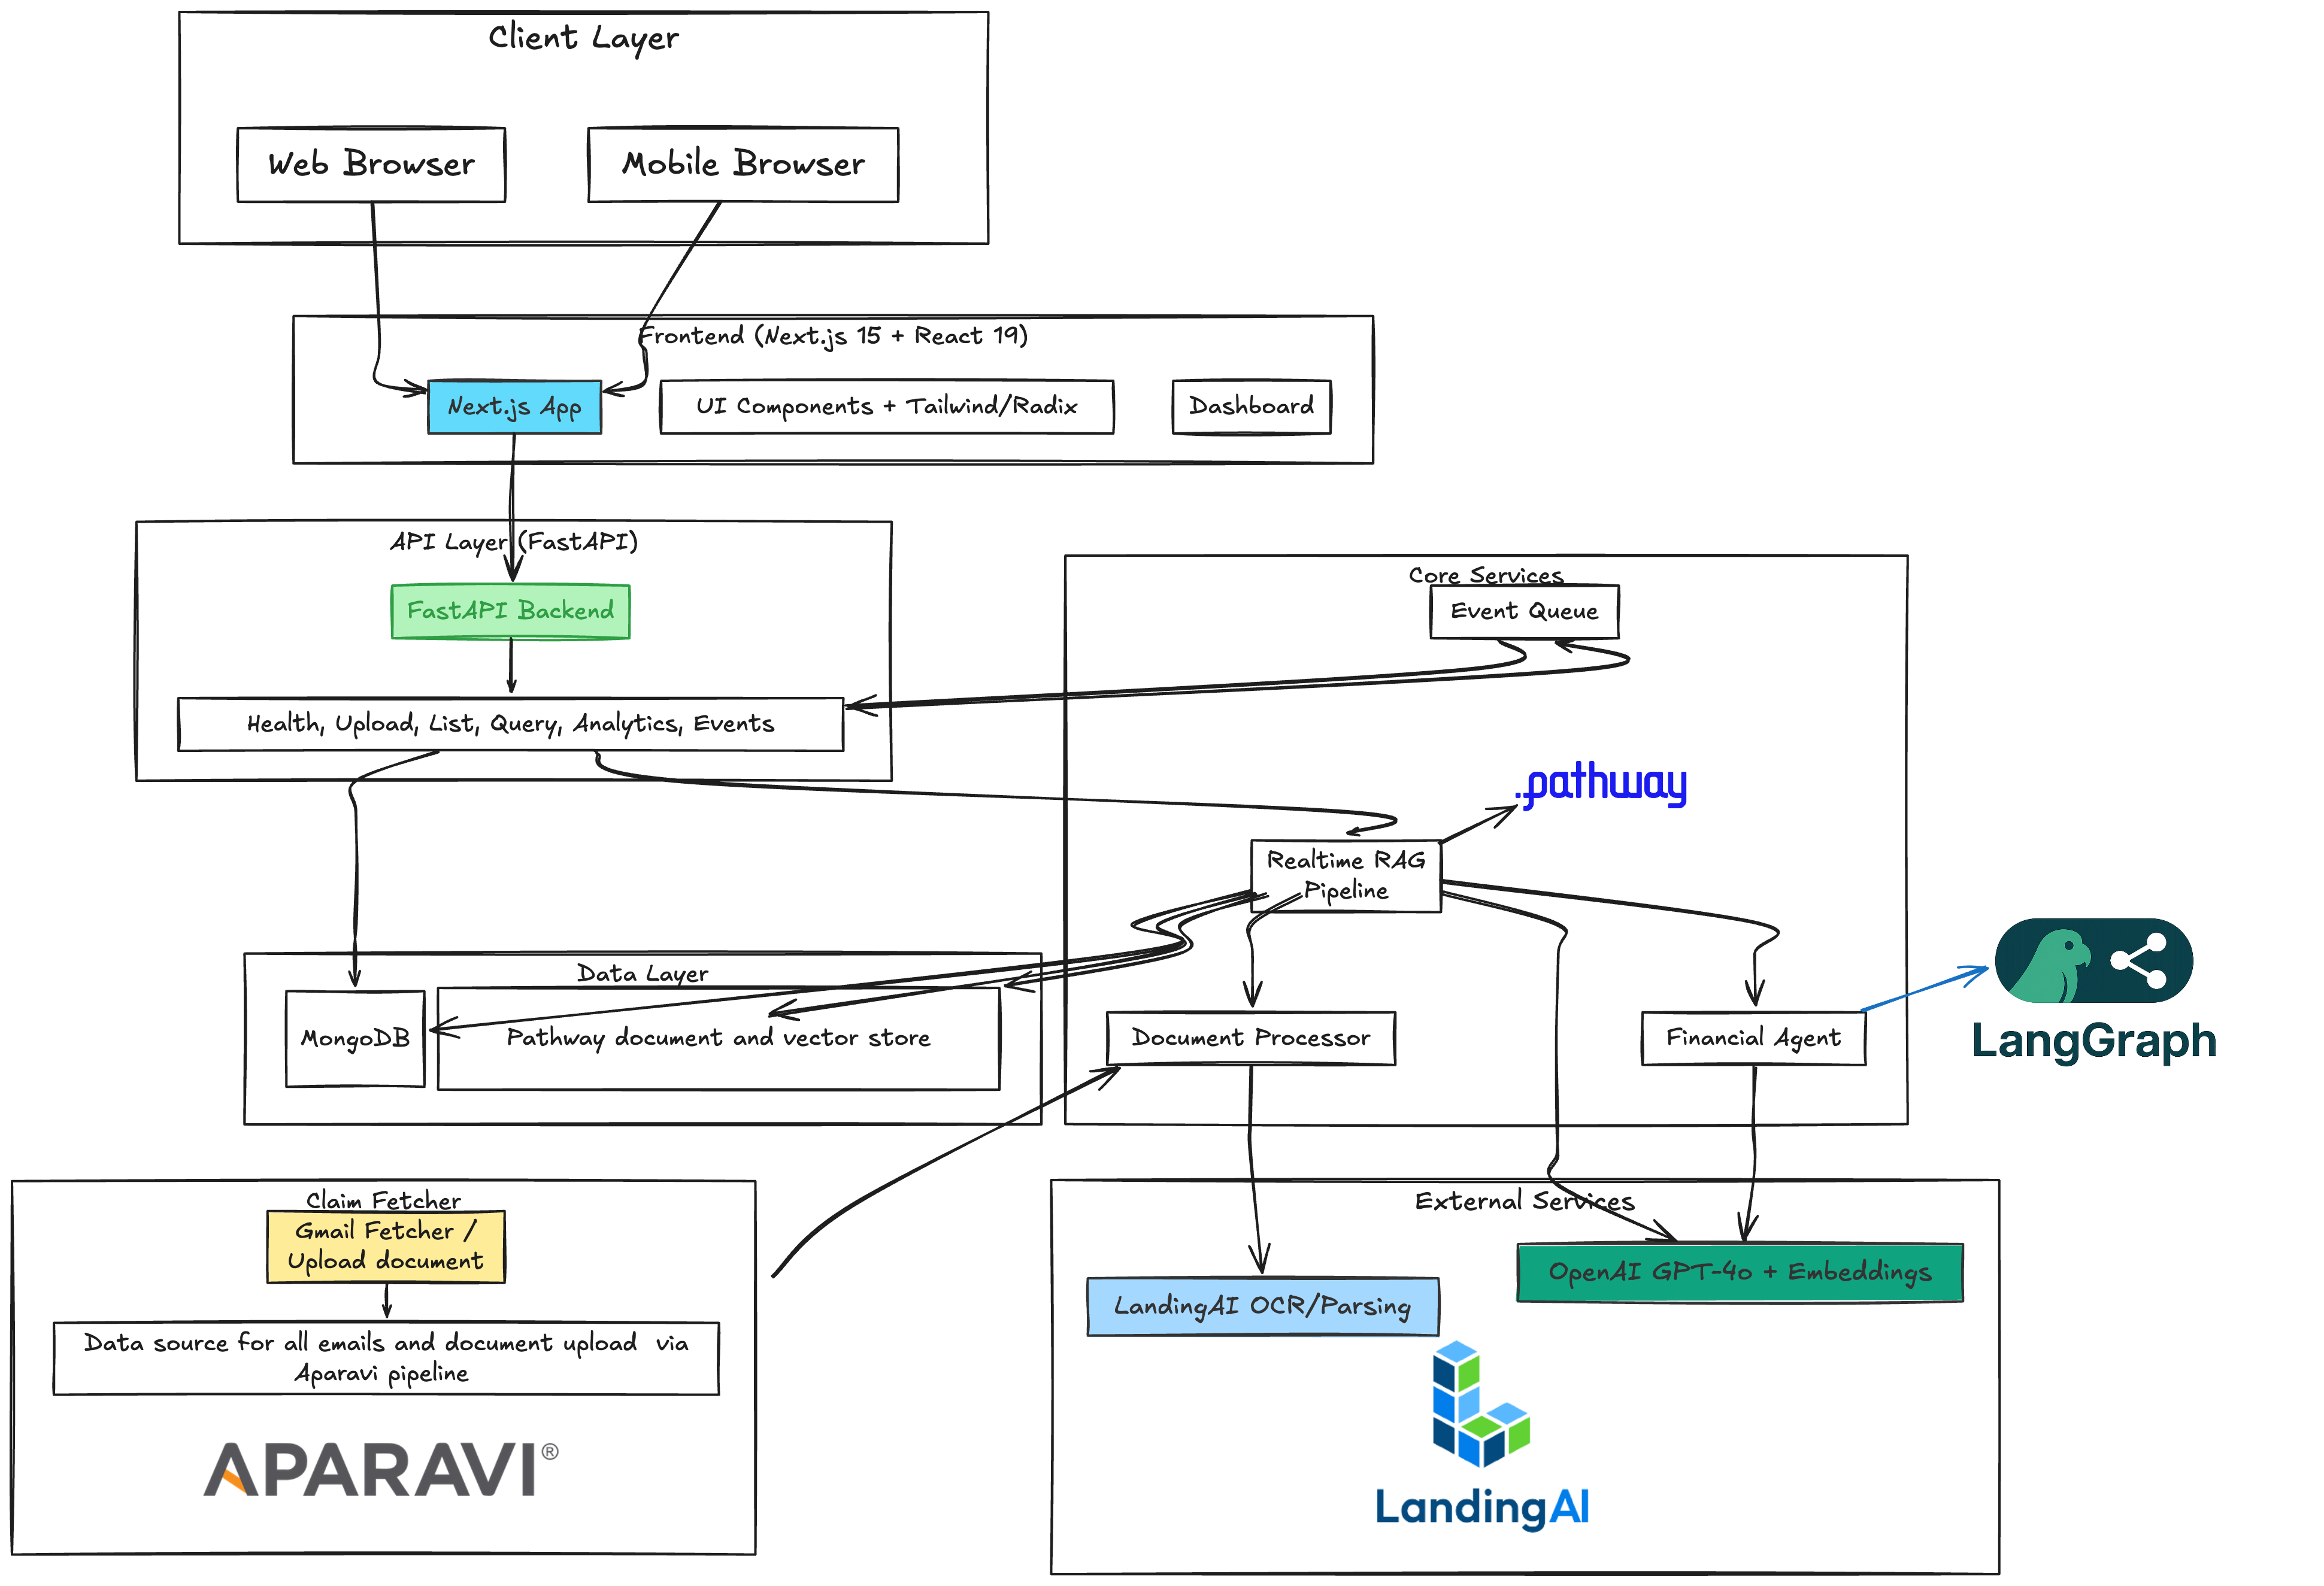 Client Layer
Web Browser
Mobile Browser
Frontend (Next.js 15 + React 19)
Next.js App
UI Components + Tailwind/Radix
Dashboard
API Layer (FastAPI)
FastAPI Backend
Health, Upload, List, Query, Analytics, Events
Core Services
Event Queue
.pathway
Realtime RAG
Pipeline
Data Layer
MongoDB
Pathway document and vector store
Document Processor
Financial Agent
LangGraph
Claim Fetcher
Gmail Fetcher /
Upload document
Data source for all emails and document upload via
Aparavi pipeline
APARAVI®
External Services
OpenAI GPT-4o + Embeddings
LandingAI OCR/Parsing
LandingAI